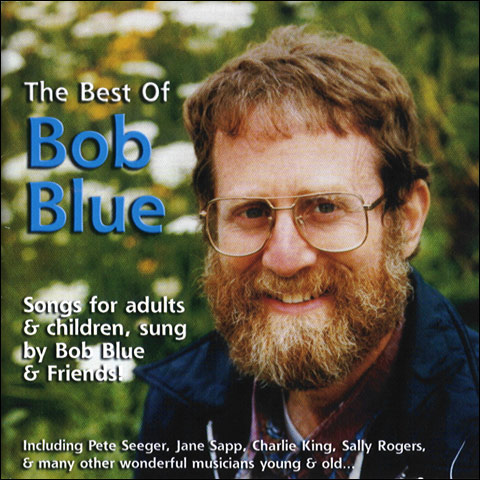 The Best Of
Bob
Blue
Songs for adults
& children, sung
by Bob Blue
& Friends!
Including Pete Seeger, Jane Sapp, Charlie King, Sally Rogers,
& many other wonderful musicians young & old...